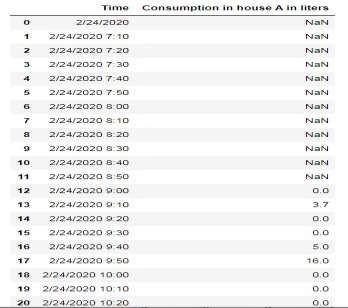 Time Consumption in house A in liters
0 2/24/2020 NaN
1 2/24/2020 7:10 NaN
2 2/24/2020 7:20 NaN
3 2/24/2020 7:30 NaN
4 2/24/2020 7:40 NaN
5 2/24/2020 7:50 NaN
6 2/24/2020 8:00 NaN
7 2/24/2020 8:10 NaN
8 2/24/2020 8:20 NaN
9 2/24/2020 8:30 NaN
10 2/24/2020 8:40 NaN
11 2/24/2020 8:50 NaN
12 2/24/2020 9:00 0.0
13 2/24/2020 9:10 3.7
14 2/24/2020 9:20 0.0
15 2/24/2020 9:30 0.0
16 2/24/2020 9:40 5.0
17 2/24/2020 9:50 16.0
18 2/24/2020 10:00 0.0
19 2/24/2020 10:10 0.0
20 2/24/2020 10:20 0.0